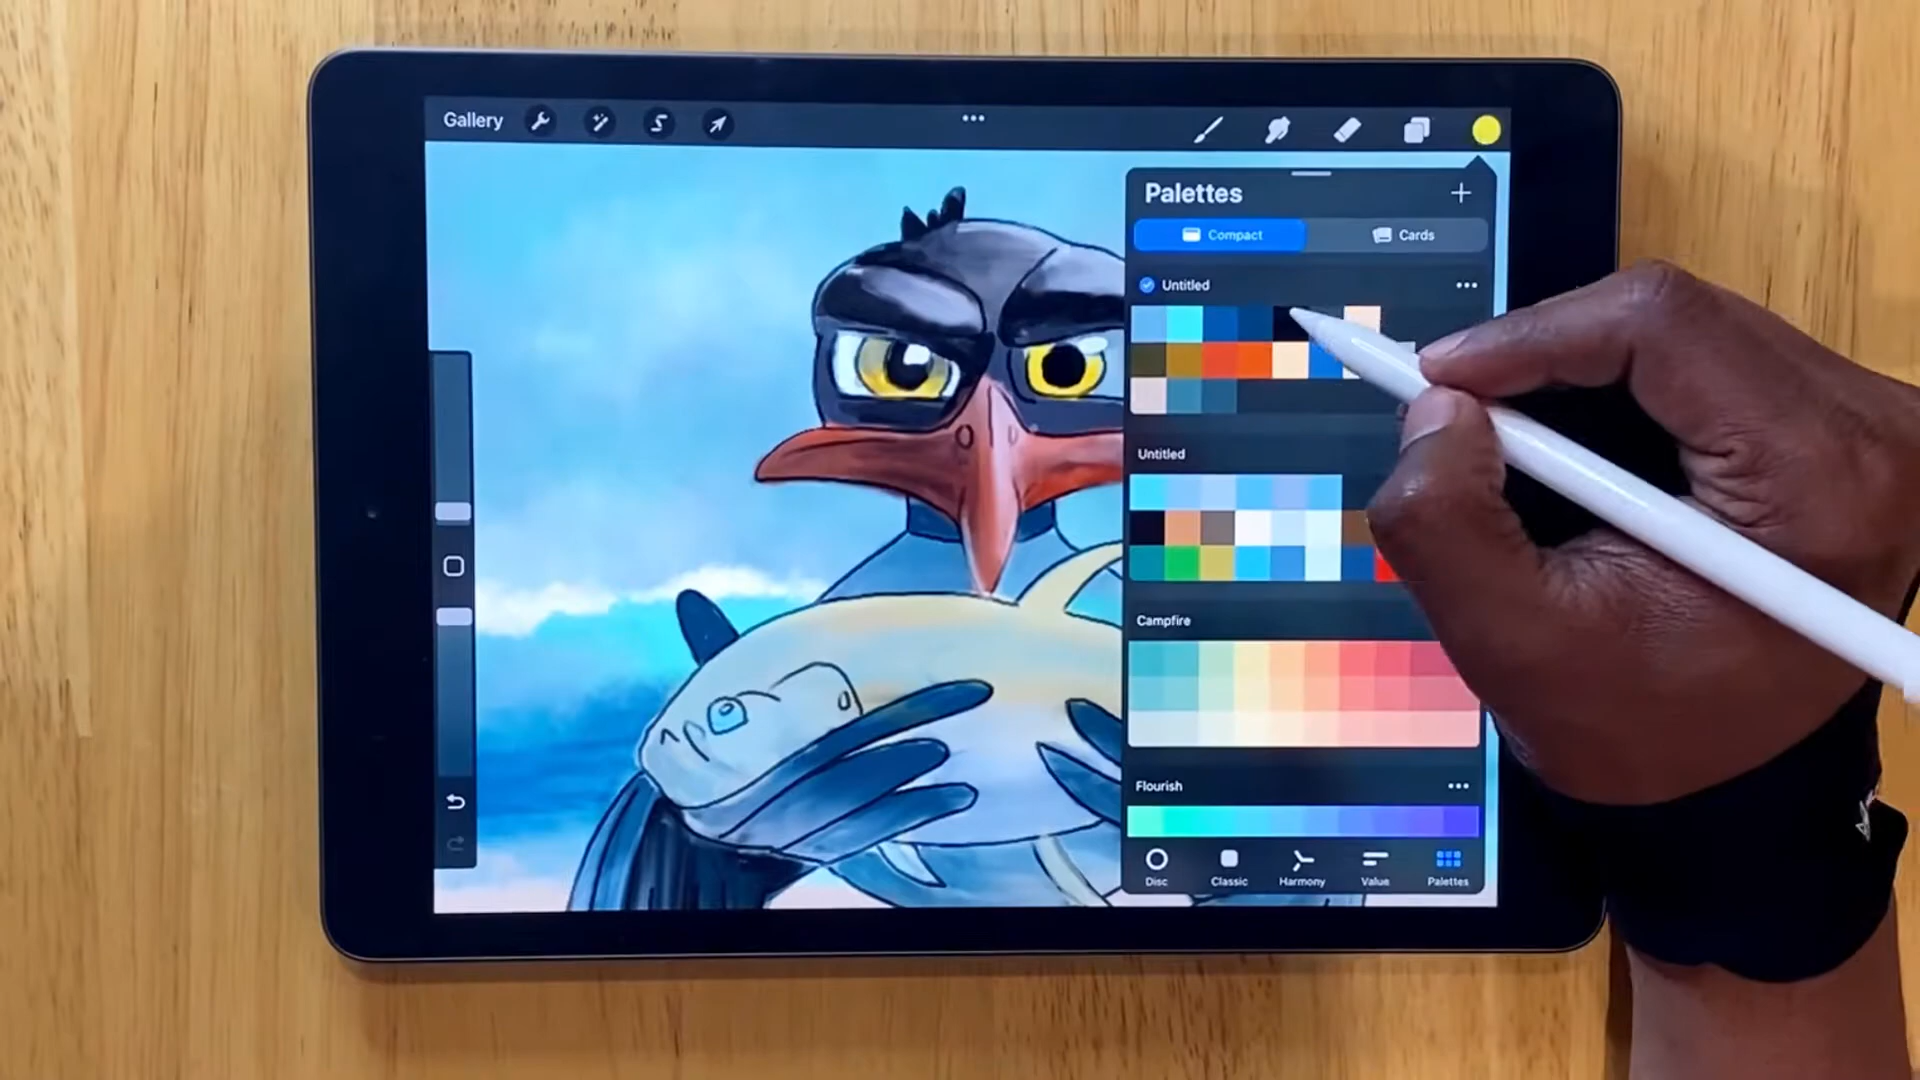 Gallery
Palettes
Compact
Cards
Untitled
Untitled
Campfire
Flourish
Disc
Classic
Harmony
Value
Palettes